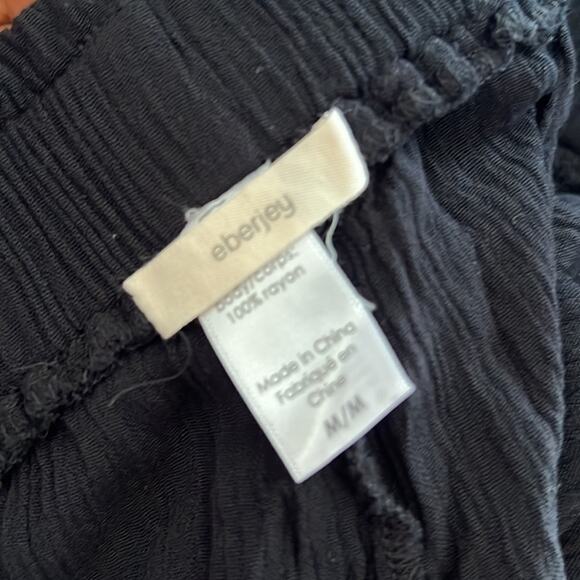 eberjey
body/corps:
100% rayon
Made in China
Fabriqué en
Chine
M/M